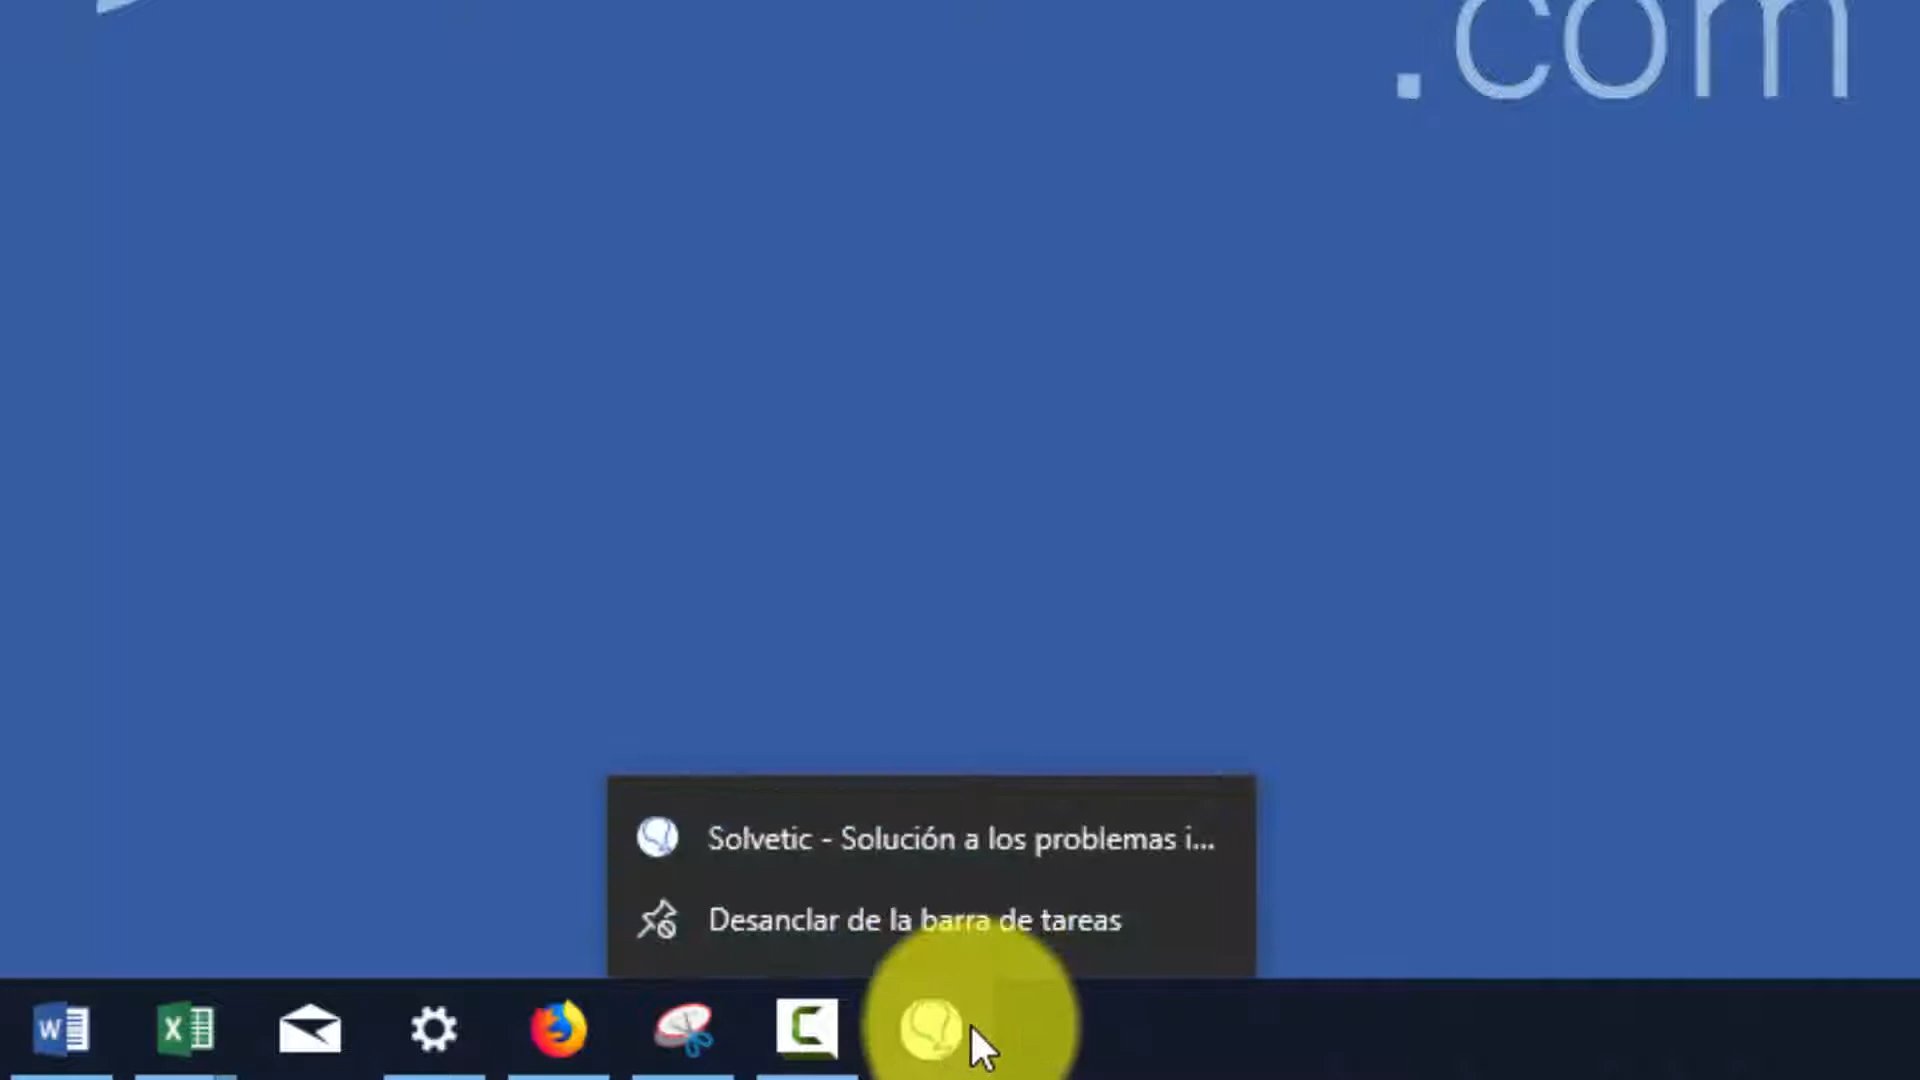 .com
Solvetic - Solución a los problemas i...
Desanclar de la barra de tareas